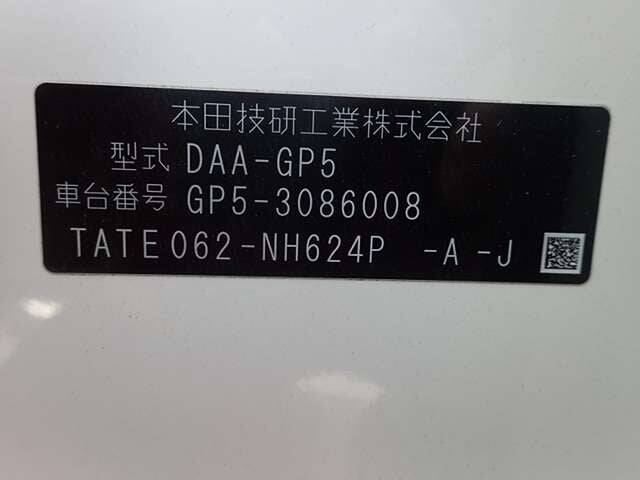 本田技研工業株式会社
型式 DAA-GP5
車台番号 GP5-3086008
TATE062-NH624P -A-J